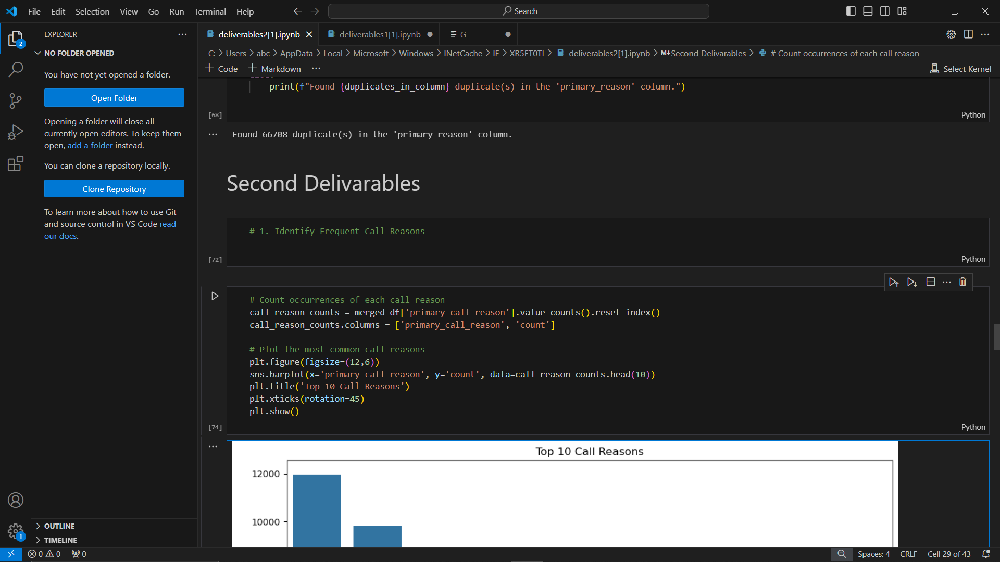 File Edit Selection View Go Run Terminal Help
Search
EXPLORER
NO FOLDER OPENED
You have not yet opened a folder.
Open Folder
Opening a folder will close all
currently open editors. To keep them
open, add a folder instead.
You can clone a repository locally.
Clone Repository
To learn more about how to use Git
and source control in VS Code read
our docs.
OUTLINE
TIMELINE
2
1
deliverables2[1].ipynb
deliverables1[1].ipynb
G
C: > Users > abc > AppData > Local > Microsoft > Windows > INetCache > IE > XR5FT0TI > deliverables2[1].ipynb > M↓Second Delivarables > # Count occurrences of each call reason
+ Code + Markdown ...
Select Kernel
print(f"Found {duplicates_in_column} duplicate(s) in the 'primary_reason' column.")
[68]
Python
Found 66708 duplicate(s) in the 'primary_reason' column.
Second Delivarables
# 1. Identify Frequent Call Reasons
[72]
Python
# Count occurrences of each call reason
call_reason_counts = merged_df['primary_call_reason'].value_counts().reset_index()
call_reason_counts.columns = ['primary_call_reason', 'count']
# Plot the most common call reasons
plt.figure(figsize=(12,6))
sns.barplot(x='primary_call_reason', y='count', data=call_reason_counts.head(10))
plt.title('Top 10 Call Reasons')
plt.xticks(rotation=45)
plt.show()
[74]
Python
Top 10 Call Reasons
12000
10000
0 0 0
Spaces: 4 CRLF Cell 29 of 43